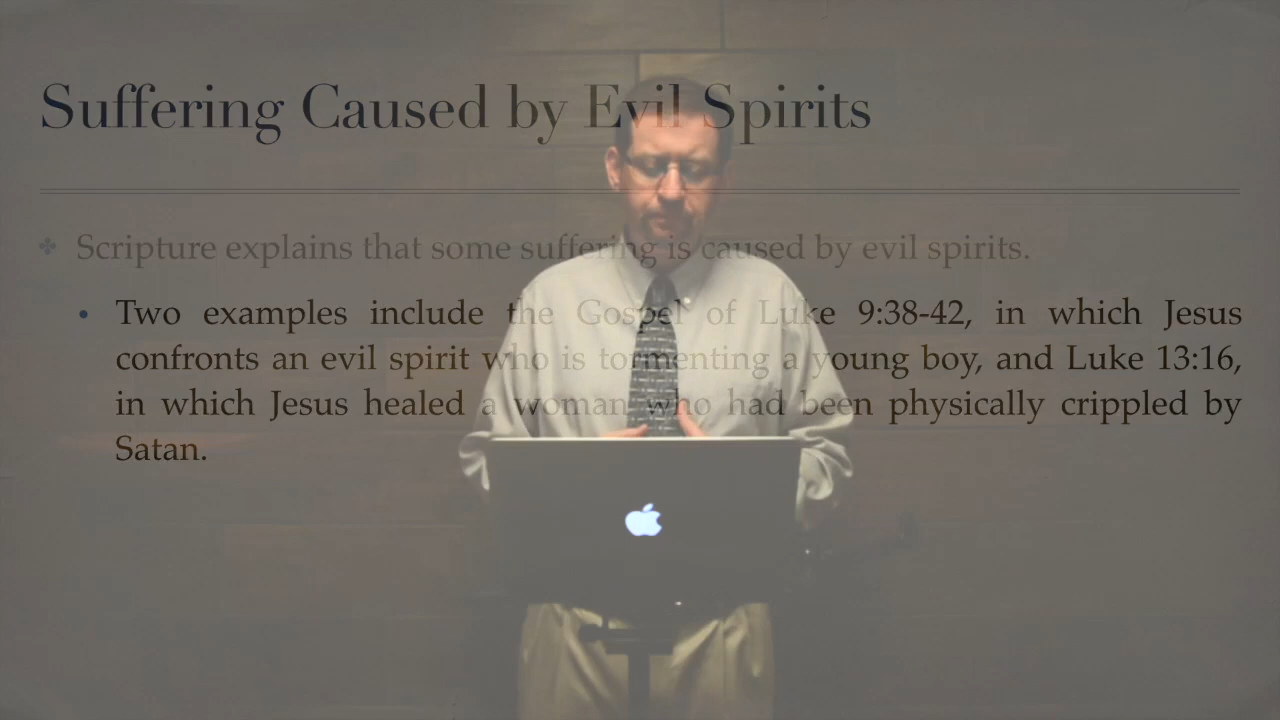 Suffering Caused by Evil Spirits
Scripture explains that some suffering is caused by evil spirits.
Two examples include the Gospel of Luke 9:38-42, in which Jesus
confronts an evil spirit who is tormenting a young boy, and Luke 13:16,
in which Jesus healed a woman who had been physically crippled by
Satan.